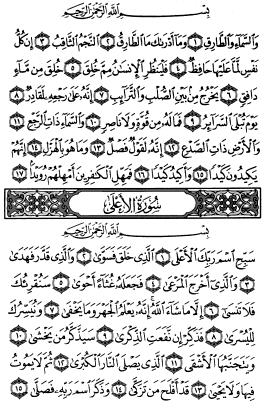 بِسْمِ اللَّهِ الرَّحْمَٰنِ الرَّحِيمِ
وَالسَّمَاءِ وَالطَّارِقِ ١ وَمَا أَدْرَاكَ مَا الطَّارِقُ ٢ النَّجْمُ الثَّاقِبُ ٣ إِن كُلُّ
نَفْسٍ لَّمَّا عَلَيْهَا حَافِظٌ ٤ فَلْيَنظُرِ الْإِنسَانُ مِمَّ خُلِقَ ٥ خُلِقَ مِن مَّاءٍ
دَافِقٍ ٦ يَخْرُجُ مِن بَيْنِ الصُّلْبِ وَالتَّرَائِبِ ٧ إِنَّهُ عَلَىٰ رَجْعِهِ لَقَادِرٌ ٨
يَوْمَ تُبْلَى السَّرَائِرُ ٩ فَمَا لَهُ مِن قُوَّةٍ وَلَا نَاصِرٍ ١٠ وَالسَّمَاءِ ذَاتِ الرَّجْعِ ١١
وَالْأَرْضِ ذَاتِ الصَّدْعِ ١٢ إِنَّهُ لَقَوْلٌ فَصْلٌ ١٣ وَمَا هُوَ بِالْهَزْلِ ١٤ إِنَّهُمْ
يَكِيدُونَ كَيْدًا ١٥ وَأَكِيدُ كَيْدًا ١٦ فَمَهِّلِ الْكَافِرِينَ أَمْهِلْهُمْ رُوَيْدًا ١٧
سُورَةُ الْأَعْلَىٰ
بِسْمِ اللَّهِ الرَّحْمَٰنِ الرَّحِيمِ
سَبِّحِ اسْمَ رَبِّكَ الْأَعْلَى ١ الَّذِي خَلَقَ فَسَوَّىٰ ٢ وَالَّذِي قَدَّرَ فَهَدَىٰ
٣ وَالَّذِي أَخْرَجَ الْمَرْعَىٰ ٤ فَجَعَلَهُ غُثَاءً أَحْوَىٰ ٥ سَنُقْرِئُكَ
فَلَا تَنسَىٰ ٦ إِلَّا مَا شَاءَ اللَّهُ إِنَّهُ يَعْلَمُ الْجَهْرَ وَمَا يَخْفَىٰ ٧ وَنُيَسِّرُكَ
لِلْيُسْرَىٰ ٨ فَذَكِّرْ إِن نَّفَعَتِ الذِّكْرَىٰ ٩ سَيَذَّكَّرُ مَن يَخْشَىٰ ١٠
وَيَتَجَنَّبُهَا الْأَشْقَى ١١ الَّذِي يَصْلَى النَّارَ الْكُبْرَىٰ ١٢ ثُمَّ لَا يَمُوتُ
فِيهَا وَلَا يَحْيَىٰ ١٣ قَدْ أَفْلَحَ مَن تَزَكَّىٰ ١٤ وَذَكَرَ اسْمَ رَبِّهِ فَصَلَّىٰ ١٥